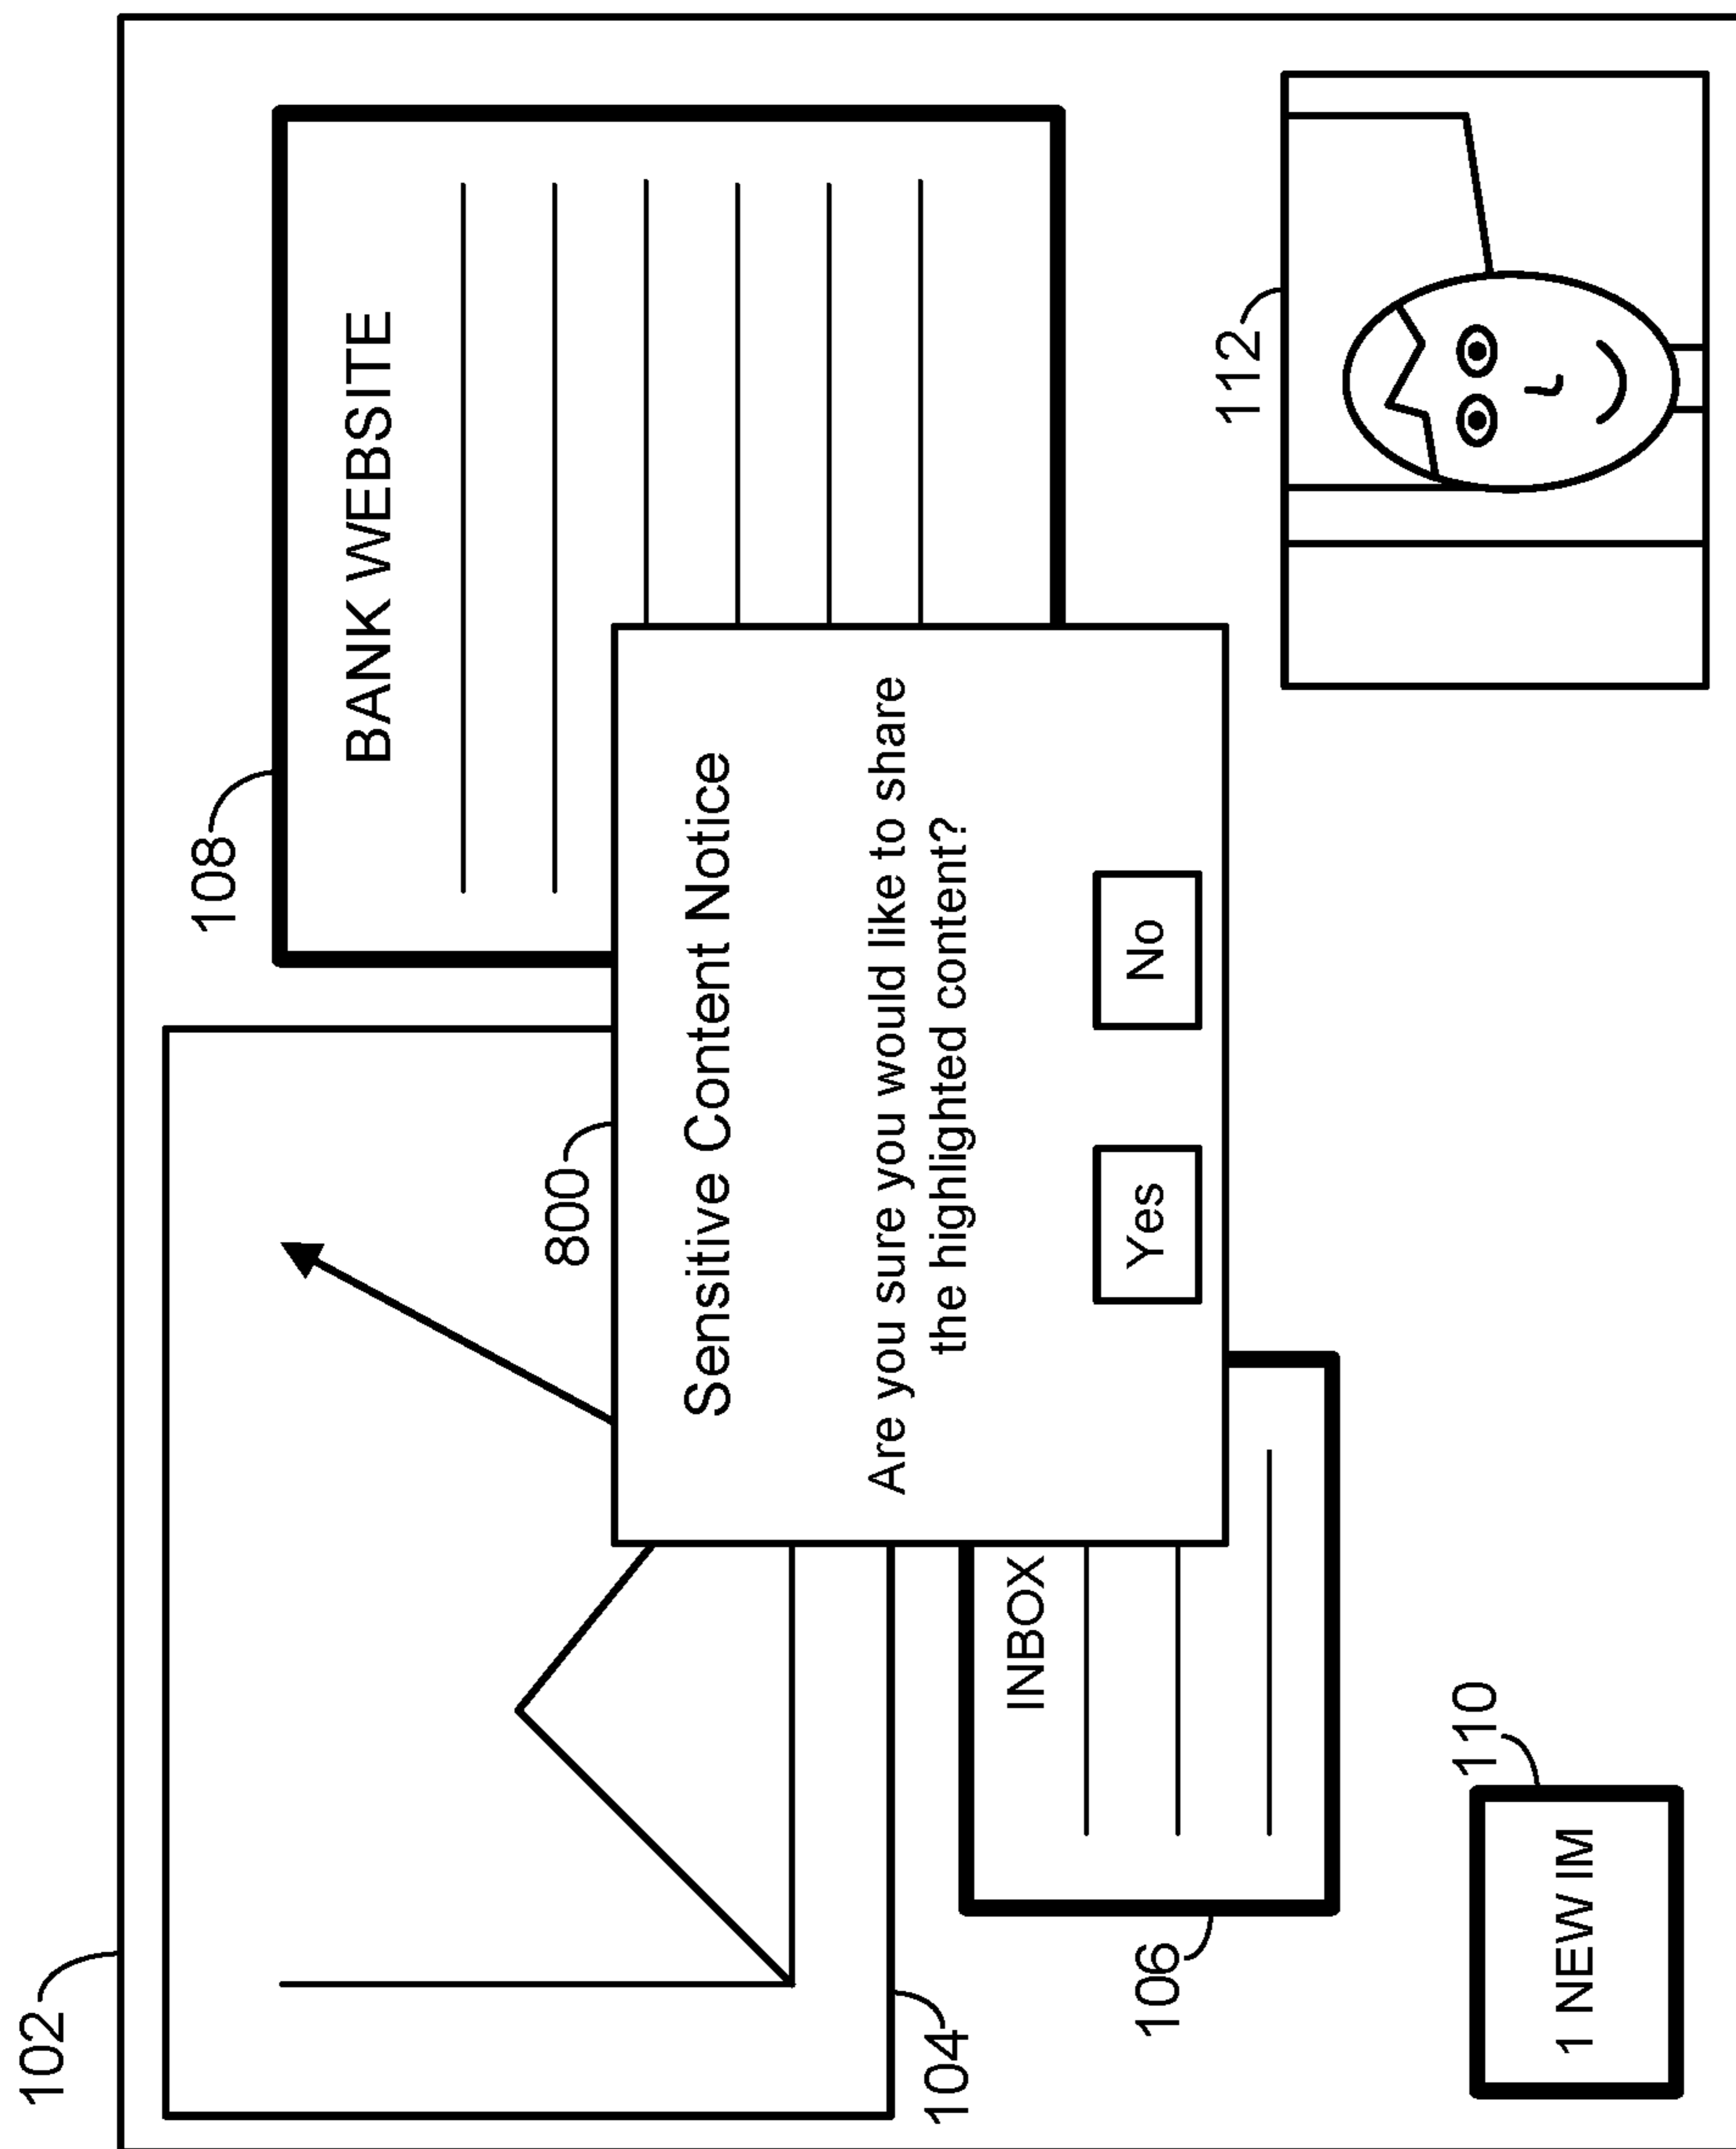 102
108
BANK WEBSITE
800
Sensitive Content Notice
Are you sure you would like to share
the highlighted content?
Yes
No
104
INBOX
106
112
110
1 NEW IM